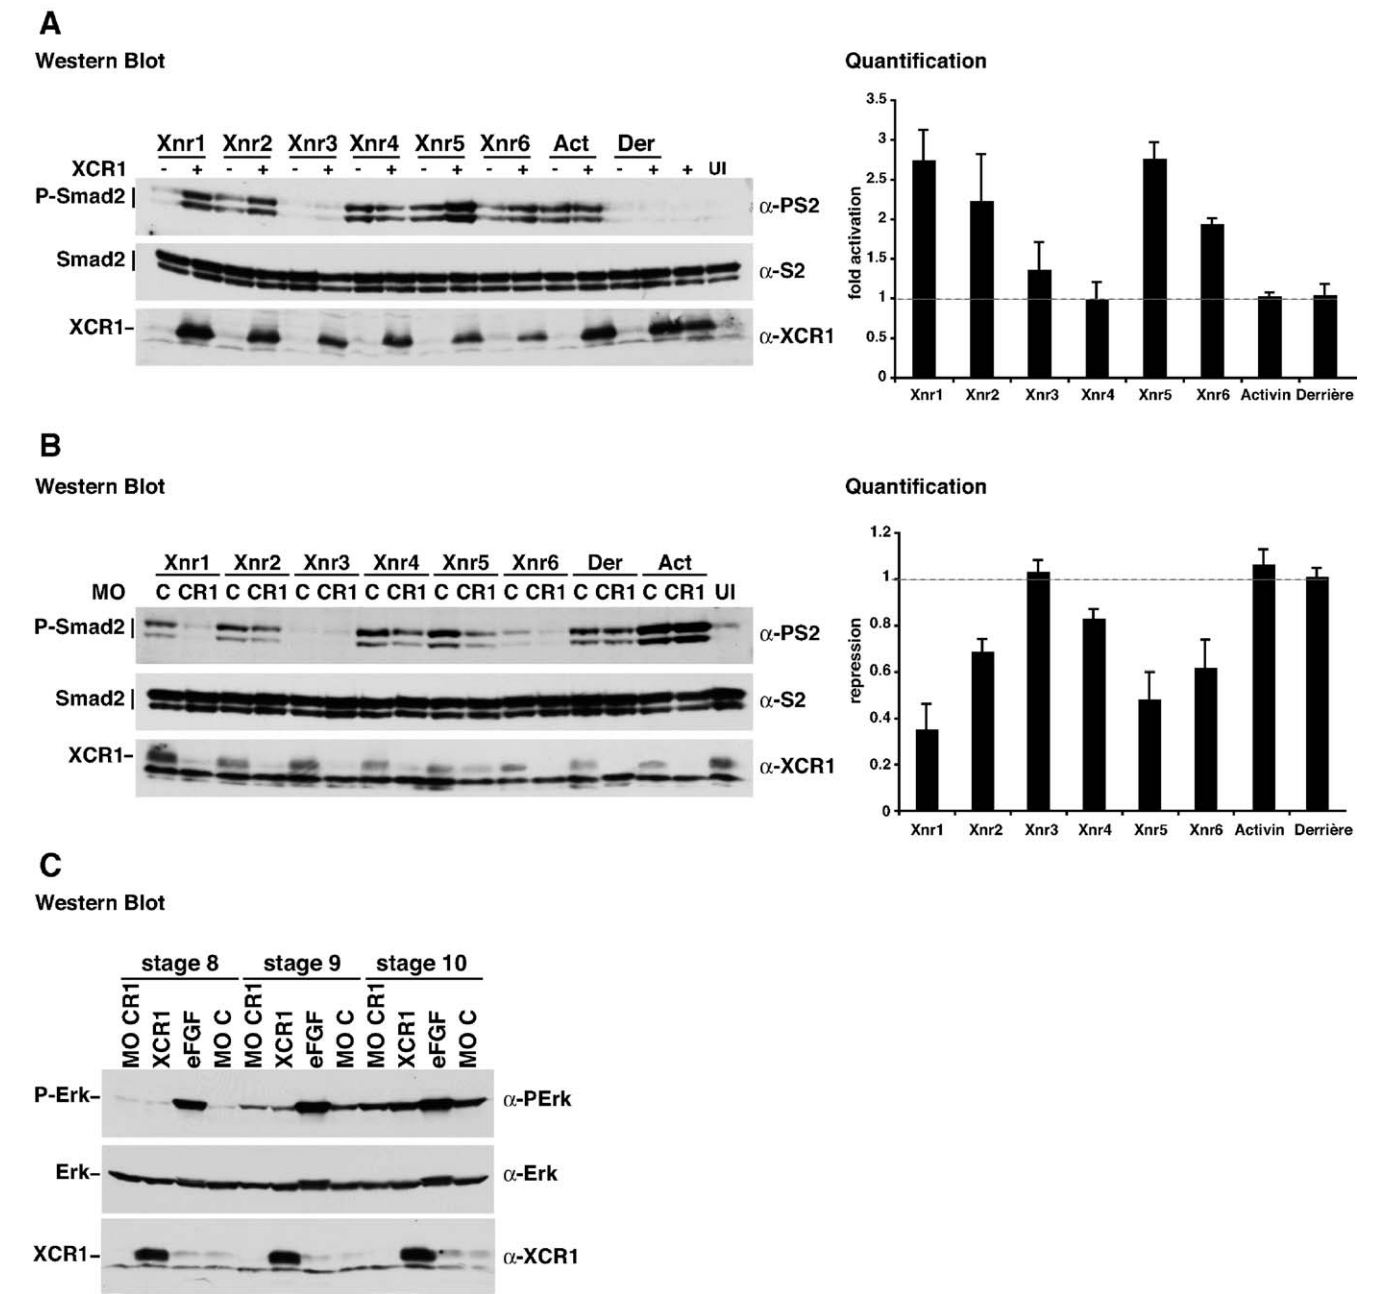 A
Western Blot
Xnr1 Xnr2 Xnr3 Xnr4 Xnr5 Xnr6 Act Der
XCR1 - + - + - + - + - + - + - + - + + UI
P-Smad2 α-PS2
Smad2 α-S2
XCR1 α-XCR1
Quantification
3.5
3
2.5
2
1.5
1
0.5
0
fold activation
Xnr1 Xnr2 Xnr3 Xnr4 Xnr5 Xnr6 Activin Derrière
B
Western Blot
Xnr1 Xnr2 Xnr3 Xnr4 Xnr5 Xnr6 Der Act
MO C CR1 C CR1 C CR1 C CR1 C CR1 C CR1 C CR1 C CR1 UI
P-Smad2 α-PS2
Smad2 α-S2
XCR1 α-XCR1
Quantification
1.2
1
0.8
0.6
0.4
0.2
0
repression
Xnr1 Xnr2 Xnr3 Xnr4 Xnr5 Xnr6 Activin Derrière
C
Western Blot
stage 8 stage 9 stage 10
MO CR1 XCR1 eFGF MO C MO CR1 XCR1 eFGF MO C MO CR1 XCR1 eFGF MO C
P-Erk α-PErk
Erk α-Erk
XCR1 α-XCR1